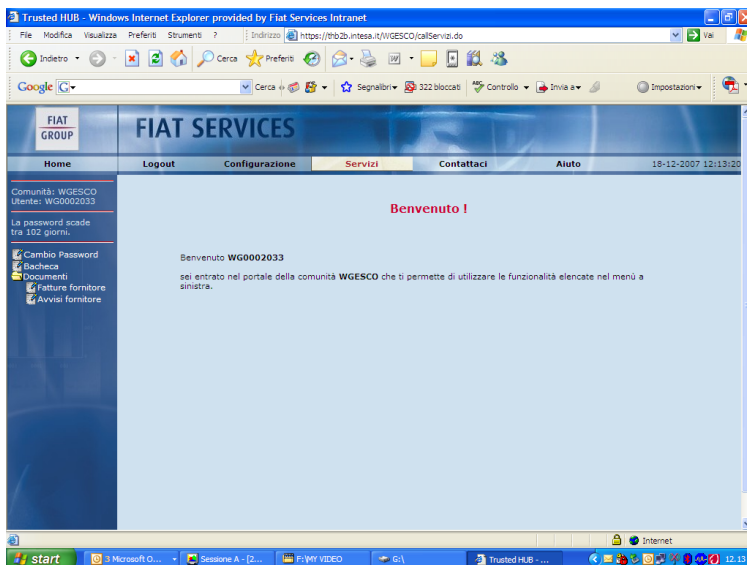 Trusted HUB - Windows Internet Explorer provided by Fiat Services Intranet
File Modifica Visualizza Preferiti Strumenti ? Indirizzo https://thb2b.intesa.it/WGESCO/callServizi.do Vai
Indietro Cerca Preferiti
Google G Cerca Segnalibri 322 bloccati ABC Controllo Invia a Impostazioni
FIAT
GROUP
FIAT SERVICES
Home Logout Configurazione Servizi Contattaci Aiuto 18-12-2007 12:13:20
Comunità: WGESCO
Utente: WG0002033
La password scade
tra 102 giorni.
Cambio Password
Bacheca
Documenti
Fatture fornitore
Avvisi fornitore
Benvenuto !
Benvenuto WG0002033
sei entrato nel portale della comunità WGESCO che ti permette di utilizzare le funzionalità elencate nel menù a
sinistra.
Internet
start 3 Microsoft O... Sessione A - [2... F:\MY VIDEO G:\ Trusted HUB - ... 12.13